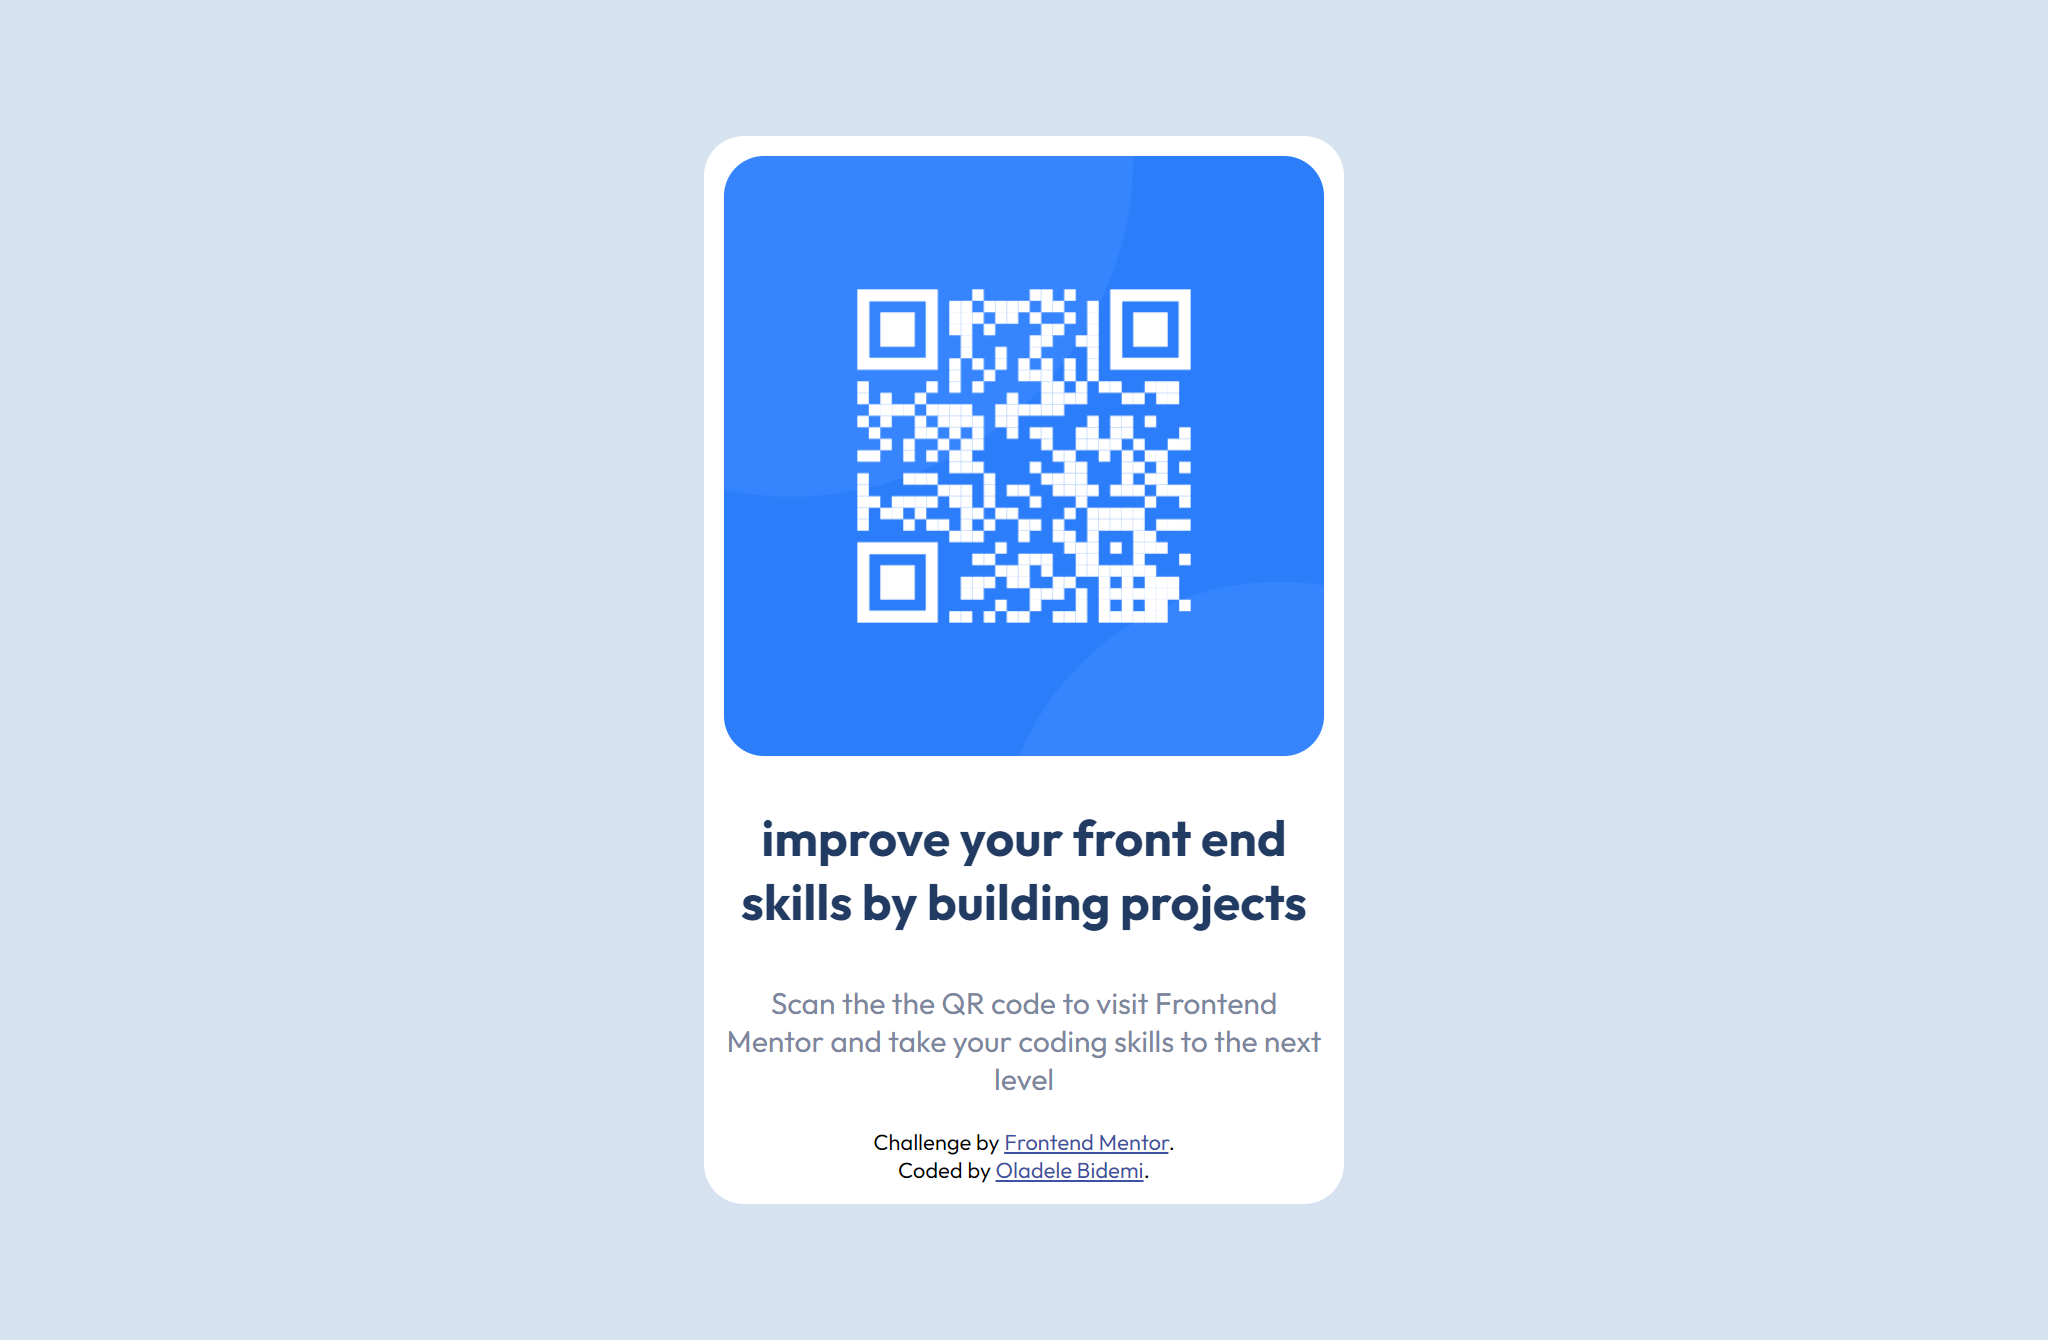 improve your front end
skills by building projects
Scan the the QR code to visit Frontend
Mentor and take your coding skills to the next
level
Challenge by Frontend Mentor.
Coded by Oladele Bidemi.